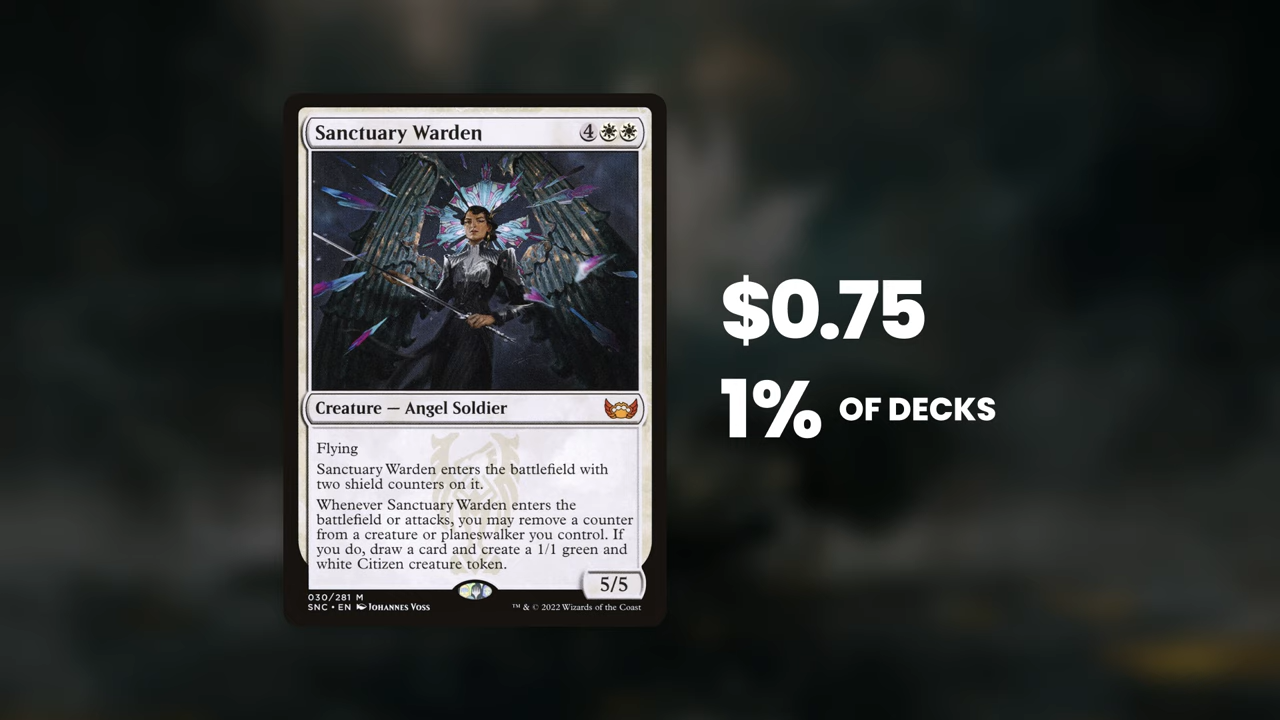 Sanctuary Warden 4
Creature — Angel Soldier
Flying
Sanctuary Warden enters the battlefield with
two shield counters on it.
Whenever Sanctuary Warden enters the
battlefield or attacks, you may remove a counter
from a creature or planeswalker you control. If
you do, draw a card and create a 1/1 green and
white Citizen creature token.
5/5
030/281 M
SNC • EN Johannes Voss
™ & © 2022 Wizards of the Coast
$0.75
1% OF DECKS